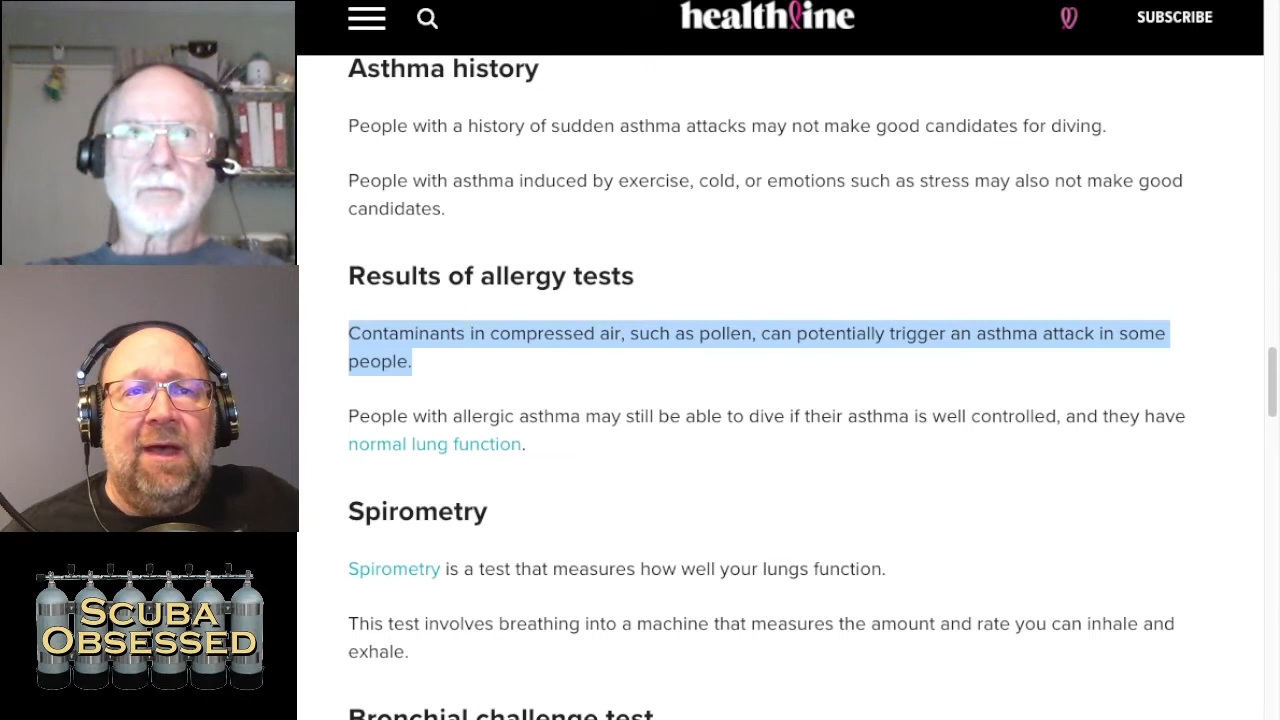 healthline
SUBSCRIBE
Asthma history
People with a history of sudden asthma attacks may not make good candidates for diving.
People with asthma induced by exercise, cold, or emotions such as stress may also not make good
candidates.
Results of allergy tests
Contaminants in compressed air, such as pollen, can potentially trigger an asthma attack in some
people.
People with allergic asthma may still be able to dive if their asthma is well controlled, and they have
normal lung function.
Spirometry
Spirometry is a test that measures how well your lungs function.
This test involves breathing into a machine that measures the amount and rate you can inhale and
exhale.
Bronchial challenge test
SCUBA
OBSESSED